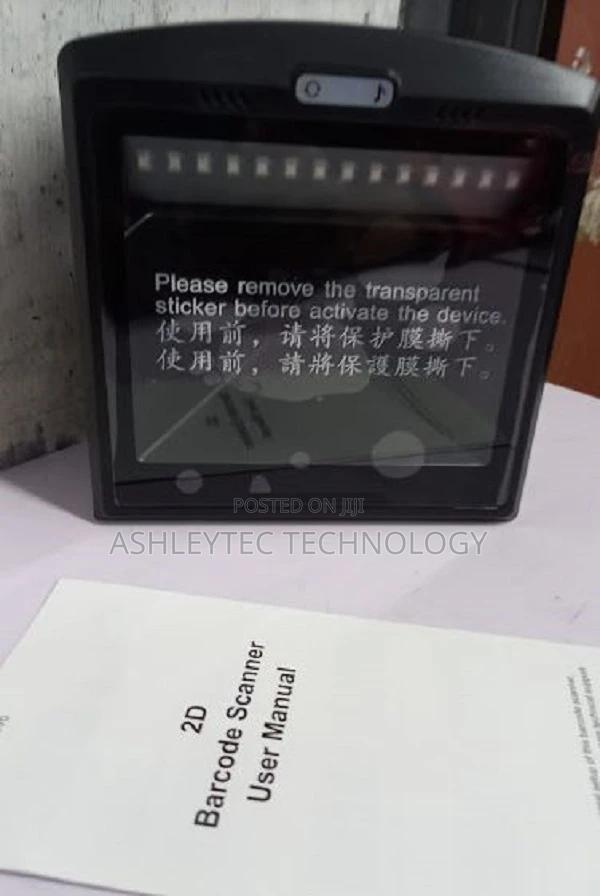 Please remove the transparent
sticker before activate the device.
使用前，请将保护膜撕下。
使用前，請將保護膜撕下。
POSTED ON JIJI
ASHLEYTEC TECHNOLOGY
2D
Barcode Scanner
User Manual